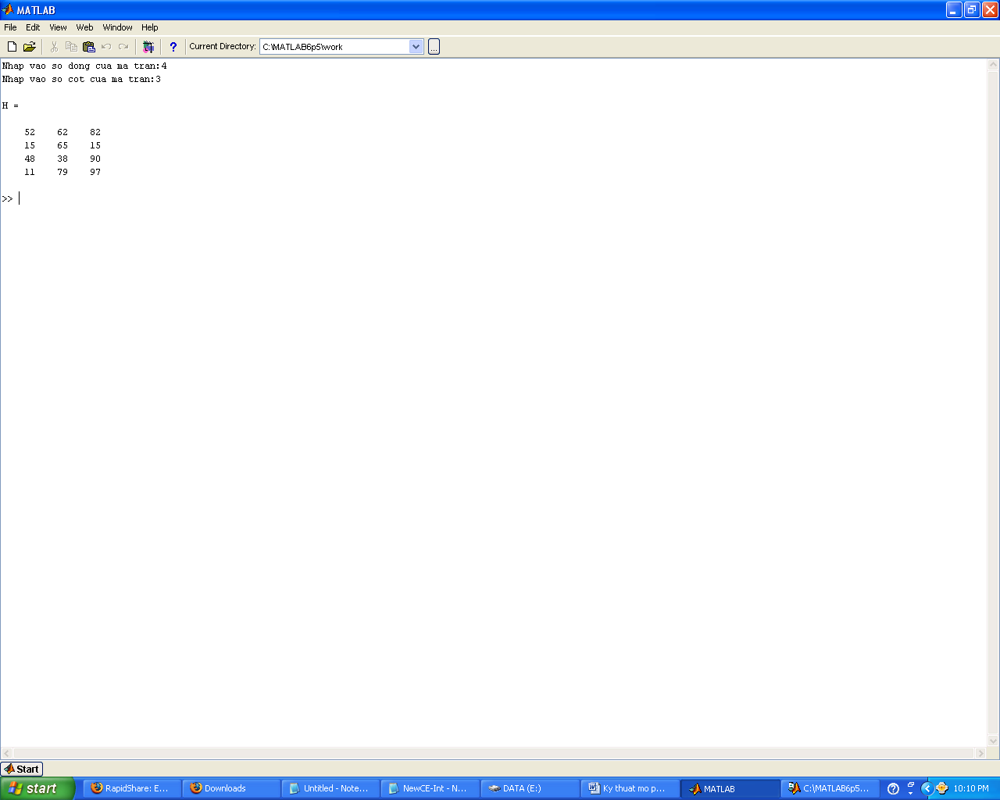 MATLAB
File Edit View Web Window Help
Current Directory: C:\MATLAB6p5\work ...
Nhap vao so dong cua ma tran:4
Nhap vao so cot cua ma tran:3
H =
52 62 82
15 65 15
48 38 90
11 79 97
>>
Start
start RapidShare: E... Downloads Untitled - Note... NewCE-Int - N... DATA (E:) Ky thuat mo p... MATLAB C:\MATLAB6p5... 10:10 PM